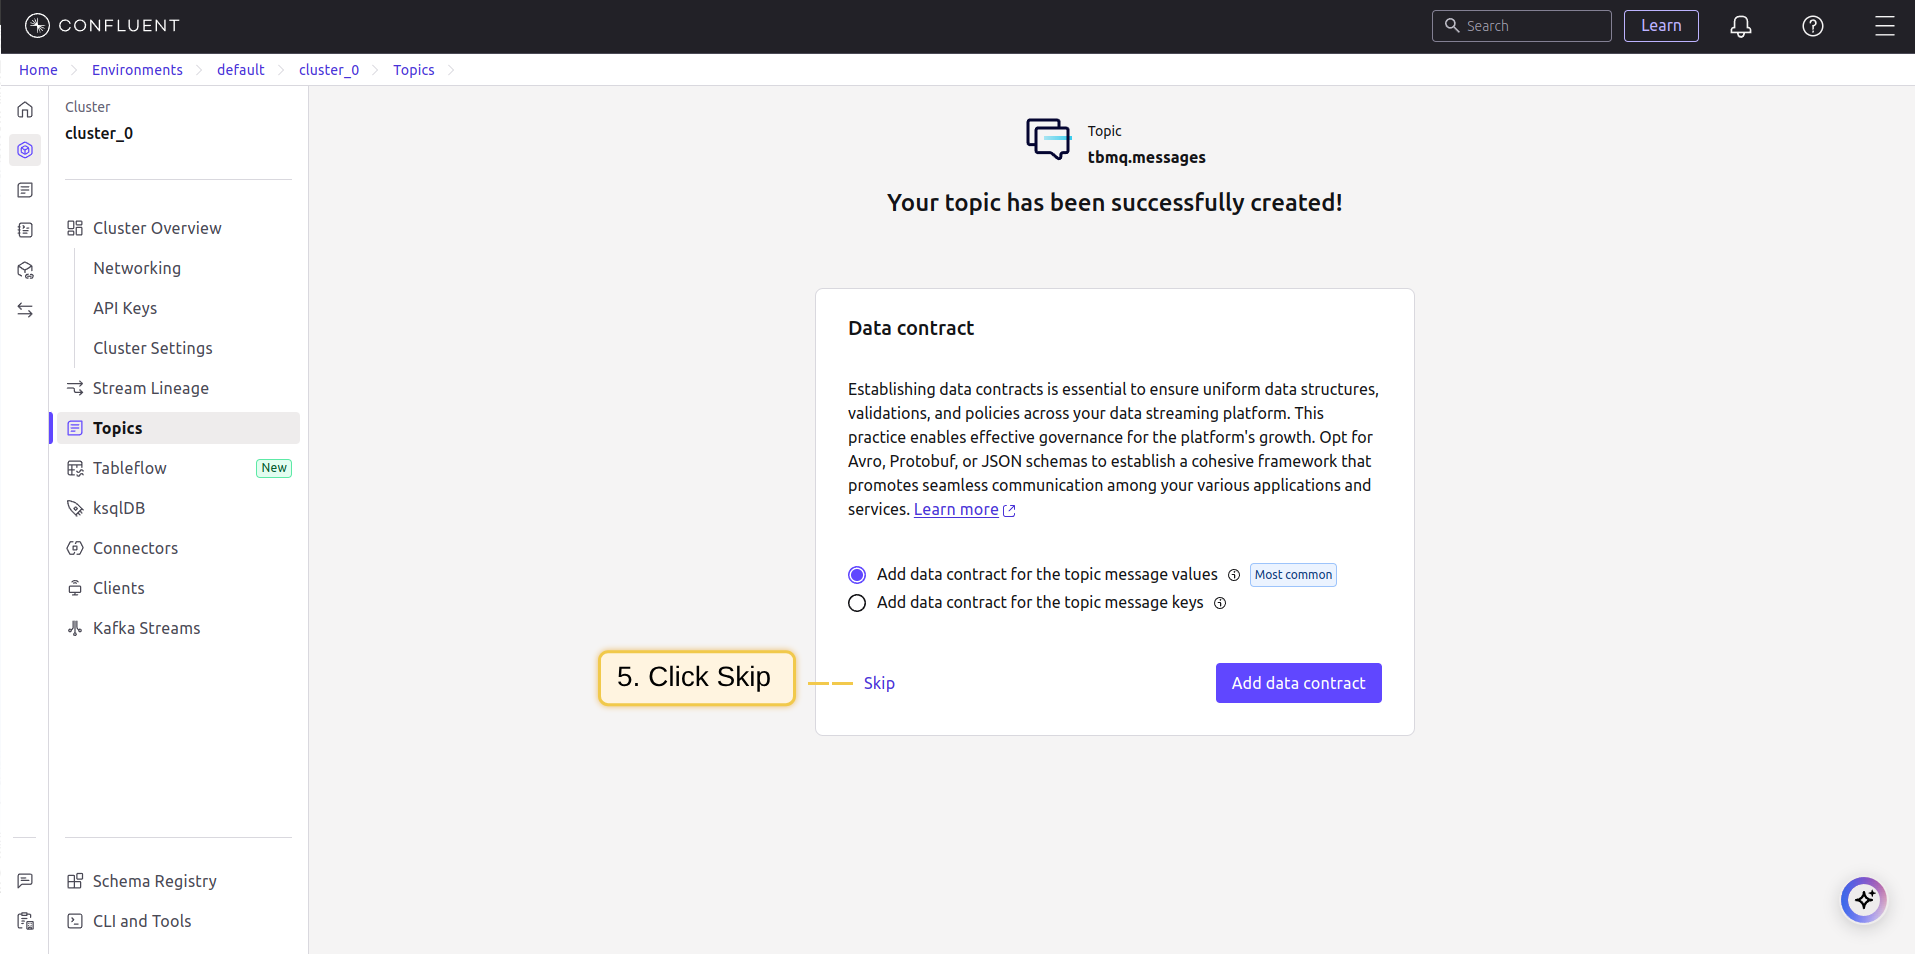 CONFLUENT
Search
Learn
Home
Environments
default
cluster_0
Topics
Cluster
cluster_0
Cluster Overview
Networking
API Keys
Cluster Settings
Stream Lineage
Topics
Tableflow
New
ksqlDB
Connectors
Clients
Kafka Streams
Schema Registry
CLI and Tools
Topic
tbmq.messages
Your topic has been successfully created!
Data contract
Establishing data contracts is essential to ensure uniform data structures,
validations, and policies across your data streaming platform. This
practice enables effective governance for the platform's growth. Opt for
Avro, Protobuf, or JSON schemas to establish a cohesive framework that
promotes seamless communication among your various applications and
services. Learn more
Add data contract for the topic message values
Most common
Add data contract for the topic message keys
5. Click Skip
Skip
Add data contract